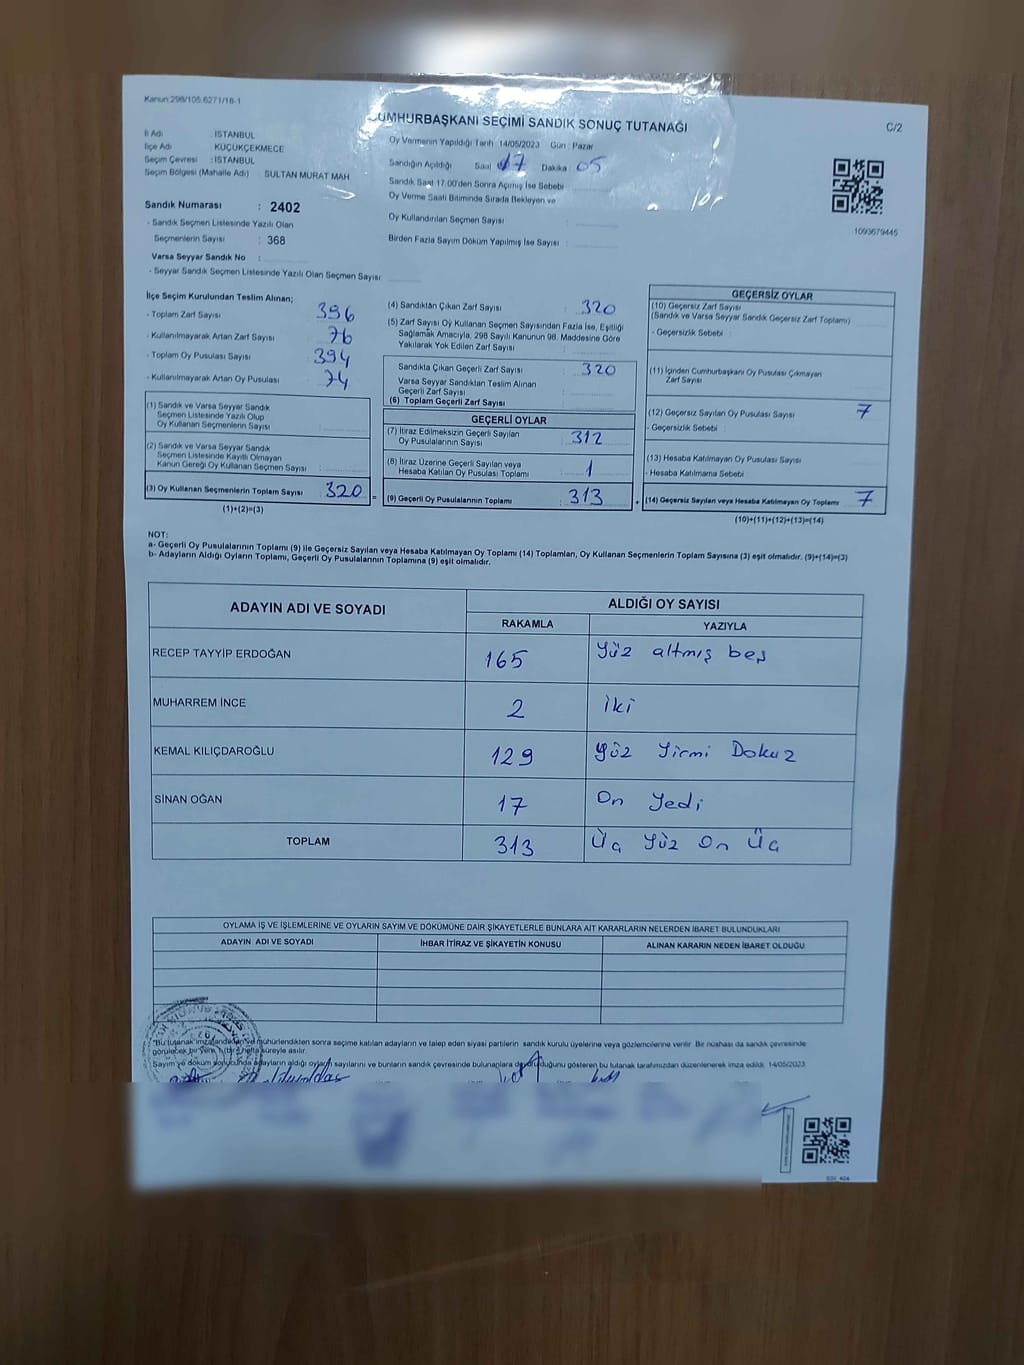 Kanun:298/105:6271/18-1
CUMHURBAŞKANI SEÇİMİ SANDIK SONUÇ TUTANAĞI
C/2
İl Adı : İSTANBUL
İlçe Adı KÜÇÜKÇEKMECE
Seçim Çevresi : İSTANBUL
Seçim Bölgesi (Mahalle Adı) SULTAN MURAT MAH
Sandık Numarası : 2402
- Sandık Seçmen Listesinde Yazılı Olan
Seçmenlerin Sayısı : 368
Varsa Seyyar Sandık No :
- Seyyar Sandık Seçmen Listesinde Yazılı Olan Seçmen Sayısı:
Oy Vermenin Yapıldığı Tarih :14/05/2023 Gün : Pazar
Sandığın Açıldığı Saat 17 Dakika : 05
Sandık Saat 17.00'den Sonra Açılmış İse Sebebi
Oy Verme Saati Bitiminde Sırada Bekleyen ve
Oy Kullandırılan Seçmen Sayısı :
Birden Fazla Sayım Döküm Yapılmış İse Sayısı :
1093679445
İlçe Seçim Kurulundan Teslim Alınan;
- Toplam Zarf Sayısı 396
- Kullanılmayarak Artan Zarf Sayısı 76
- Toplam Oy Pusulası Sayısı 394
- Kullanılmayarak Artan Oy Pusulası 74
(1) Sandık ve Varsa Seyyar Sandık
Seçmen Listesinde Yazılı Olup
Oy Kullanan Seçmenlerin Sayısı :
(2) Sandık ve Varsa Seyyar Sandık
Seçmen Listesinde Kayıtlı Olmayan
Kanun Gereği Oy Kullanan Seçmen Sayısı :
(3) Oy Kullanan Seçmenlerin Toplam Sayısı 320 =
(1)+(2)=(3)
(4) Sandıktan Çıkan Zarf Sayısı : 320
(5) Zarf Sayısı Oy Kullanan Seçmen Sayısından Fazla İse, Eşitliği
Sağlamak Amacıyla, 298 Sayılı Kanunun 98. Maddesine Göre
Yakılarak Yok Edilen Zarf Sayısı :
Sandıkta Çıkan Geçerli Zarf Sayısı : 320
Varsa Seyyar Sandıktan Teslim Alınan
Geçerli Zarf Sayısı :
(6) Toplam Geçerli Zarf Sayısı :
GEÇERLİ OYLAR
(7) İtiraz Edilmeksizin Geçerli Sayılan
Oy Pusulalarının Sayısı : 312
(8) İtiraz Üzerine Geçerli Sayılan veya
Hesaba Katılan Oy Pusulası Toplamı : 1
(9) Geçerli Oy Pusulalarının Toplamı : 313 +
GEÇERSİZ OYLAR
(10) Geçersiz Zarf Sayısı
(Sandık ve Varsa Seyyar Sandık Geçersiz Zarf Toplamı)
- Geçersizlik Sebebi :
(11) İçinden Cumhurbaşkanı Oy Pusulası Çıkmayan
Zarf Sayısı
(12) Geçersiz Sayılan Oy Pusulası Sayısı : 7
- Geçersizlik Sebebi :
(13) Hesaba Katılmayan Oy Pusulası Sayısı :
- Hesaba Katılmama Sebebi :
(14) Geçersiz Sayılan veya Hesaba Katılmayan Oy Toplamı : 7
(10)+(11)+(12)+(13)=(14)
NOT:
a- Geçerli Oy Pusulalarının Toplamı (9) ile Geçersiz Sayılan veya Hesaba Katılmayan Oy Toplamı (14) Toplamları, Oy Kullanan Seçmenlerin Toplam Sayısına (3) eşit olmalıdır. (9)+(14)=(3)
b- Adayların Aldığı Oyların Toplamı, Geçerli Oy Pusulalarının Toplamına (9) eşit olmalıdır.
ADAYIN ADI VE SOYADI
ALDIĞI OY SAYISI
RAKAMLA YAZIYLA
RECEP TAYYİP ERDOĞAN 165 Yüz altmış beş
MUHARREM İNCE 2 iki
KEMAL KILIÇDAROĞLU 129 Yüz Yirmi Dokuz
SİNAN OĞAN 17 On Yedi
TOPLAM 313 Üç Yüz On Üç
OYLAMA İŞ VE İŞLEMLERİNE VE OYLARIN SAYIM VE DÖKÜMÜNE DAİR ŞİKAYETLERLE BUNLARA AİT KARARLARIN NELERDEN İBARET BULUNDUKLARI
ADAYIN ADI VE SOYADI İHBAR İTİRAZ VE ŞİKAYETİN KONUSU ALINAN KARARIN NEDEN İBARET OLDUĞU
Bu tutanak imzalandıktan ve mühürlendikten sonra seçime katılan adayların ve talep eden siyasi partilerin sandık kurulu üyelerine veya gözlemcilerine verilir. Bir nüshası da sandık çevresinde
görülecek bir yere 1 (bir) hafta süreyle asılır.
Sayım ve döküm sonucunda adayların aldığı oyların sayılarını ve bunların sandık çevresinde bulunanlara duyurulduğunu gösteren bu tutanak tarafımızdan düzenlenerek imza edildi. 14/05/2023